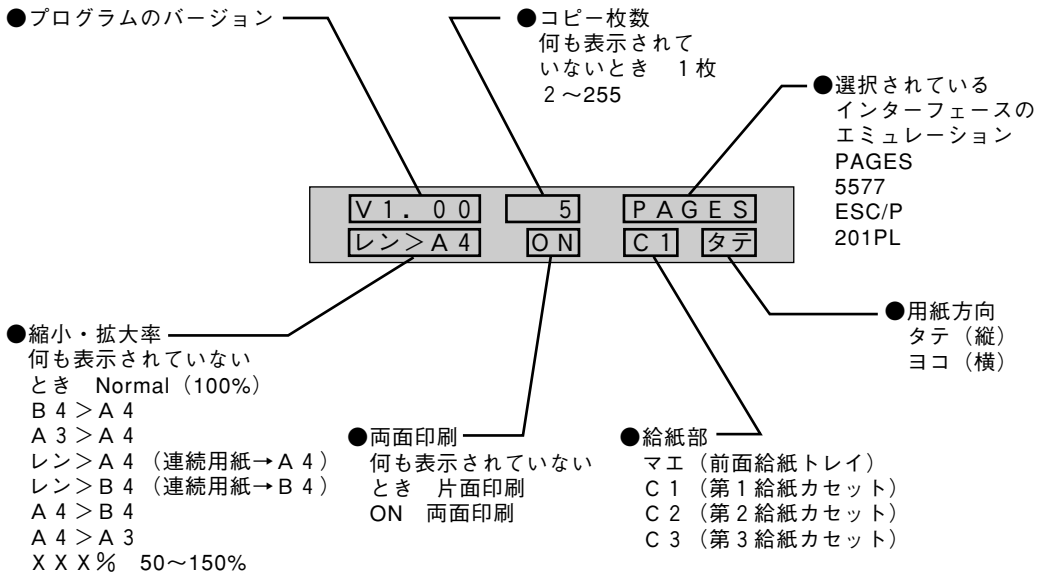 ●プログラムのバージョン
●コピー枚数
何も表示されて
いないとき　1枚
2～255
●選択されている
インターフェースの
エミュレーション
PAGES
5577
ESC/P
201PL
V1．00　5　PAGES
レン＞A4　ON　C1　タテ
●用紙方向
タテ（縦）
ヨコ（横）
●縮小・拡大率
何も表示されていない
とき　Normal（100%）
B4＞A4
A3＞A4
レン＞A4（連続用紙→A4）
レン＞B4（連続用紙→B4）
A4＞B4
A4＞A3
XXX％　50～150%
●両面印刷
何も表示されていない
とき　片面印刷
ON　両面印刷
●給紙部
マエ（前面給紙トレイ）
C1（第1給紙カセット）
C2（第2給紙カセット）
C3（第3給紙カセット）